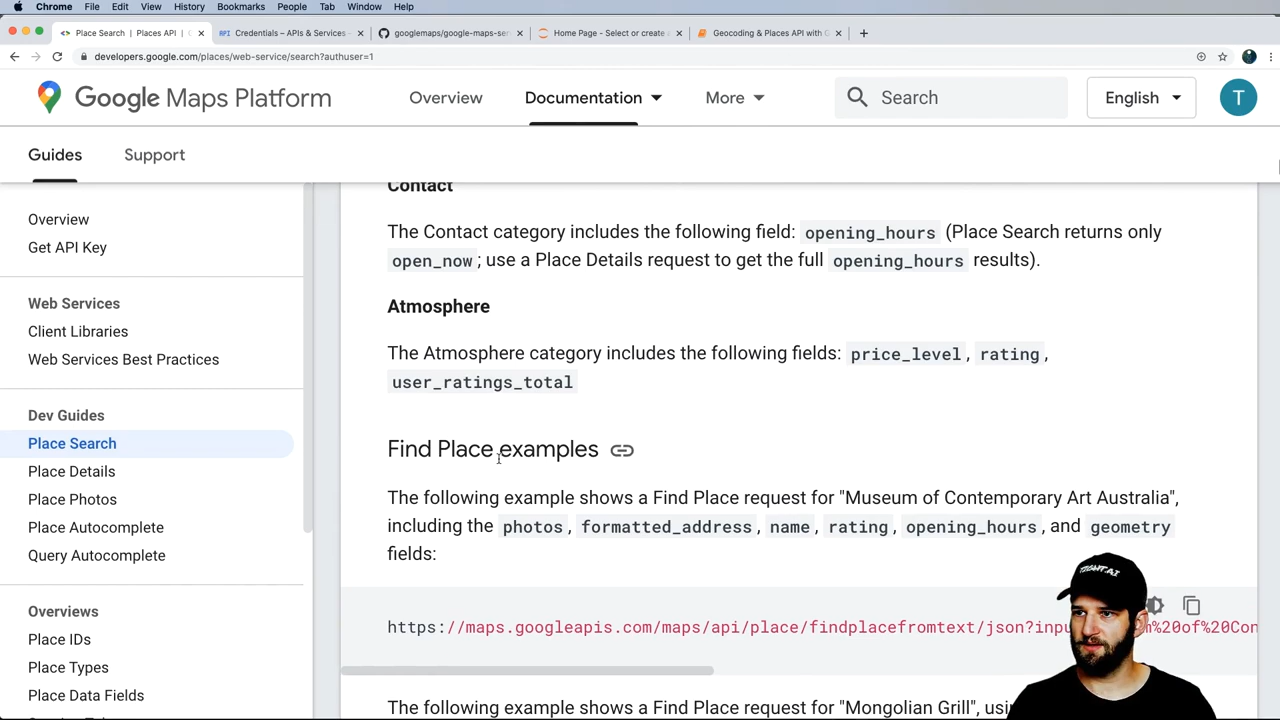 Chrome File Edit View History Bookmarks People Tab Window Help
Place Search | Places API |
API Credentials – APIs & Services -
googlemaps/google-maps-ser
Home Page - Select or create
Geocoding & Places API with G
developers.google.com/places/web-service/search?authuser=1
Google Maps Platform
Overview
Documentation
More
Search
English
T
Guides
Support
Overview
Get API Key
Web Services
Client Libraries
Web Services Best Practices
Dev Guides
Place Search
Place Details
Place Photos
Place Autocomplete
Query Autocomplete
Overviews
Place IDs
Place Types
Place Data Fields
Contact
The Contact category includes the following field: opening_hours (Place Search returns only
open_now; use a Place Details request to get the full opening_hours results).
Atmosphere
The Atmosphere category includes the following fields: price_level, rating,
user_ratings_total
Find Place examples
The following example shows a Find Place request for "Museum of Contemporary Art Australia",
including the photos, formatted_address, name, rating, opening_hours, and geometry
fields:
https://maps.googleapis.com/maps/api/place/findplacefromtext/json?inpu
%20of%20Con
The following example shows a Find Place request for "Mongolian Grill",